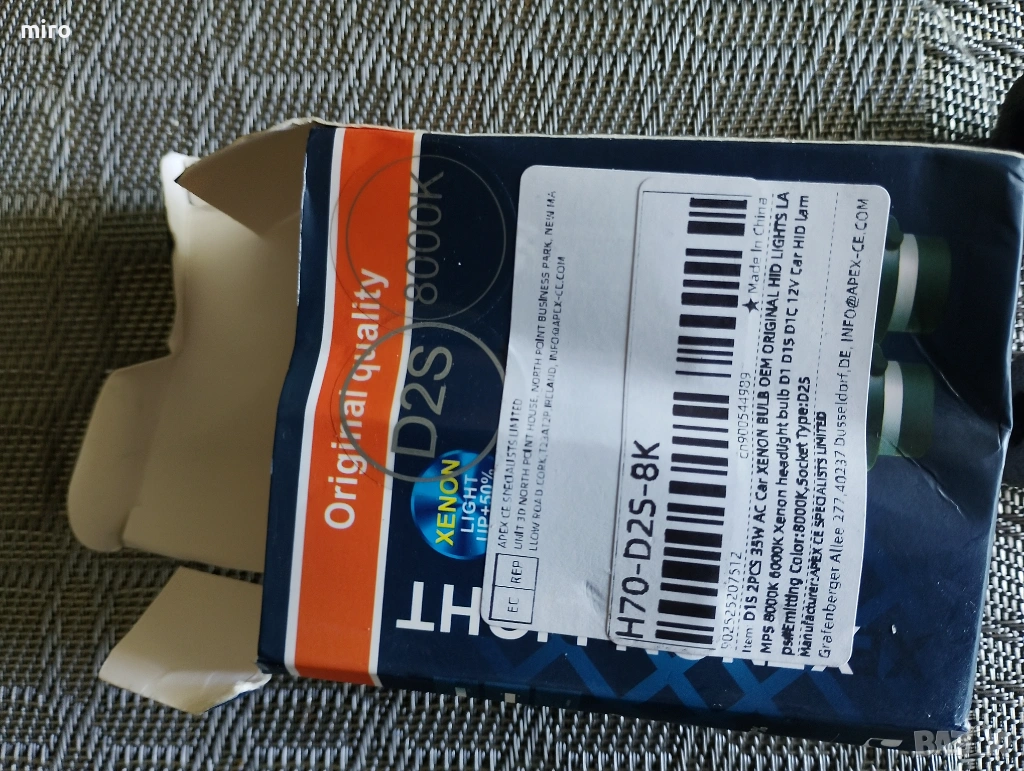 miro
Original quality
D2S
8000K
XENON
LIGHT
UP+50%
EC REP
APEX CE SPECIALISTS LIMITED
UNIT 3D NORTH POINT HOUSE, NORTH POINT BUSINESS PARK, NEW MA
LLOW ROAD, CORK, T23AT2P, IRELAND, INFO@APEX-CE.COM
H70-D2S-8K
902525207512
cn900544989
★Made In China
Item D1S 2PCS 35W AC Car XENON BULB OEM ORIGINAL HID LIGHTS LA
MPS 8000K 6000K Xenon headlight bulb D1 D1S D1C 12V Car HID lam
ps#Emitting Color:8000K,Socket Type:D2S
Manufacturer:APEX CE SPECIALISTS LIMITED
Grafenberger Allee 277,40237 Dusseldorf,DE, INFO@APEX-CE.COM